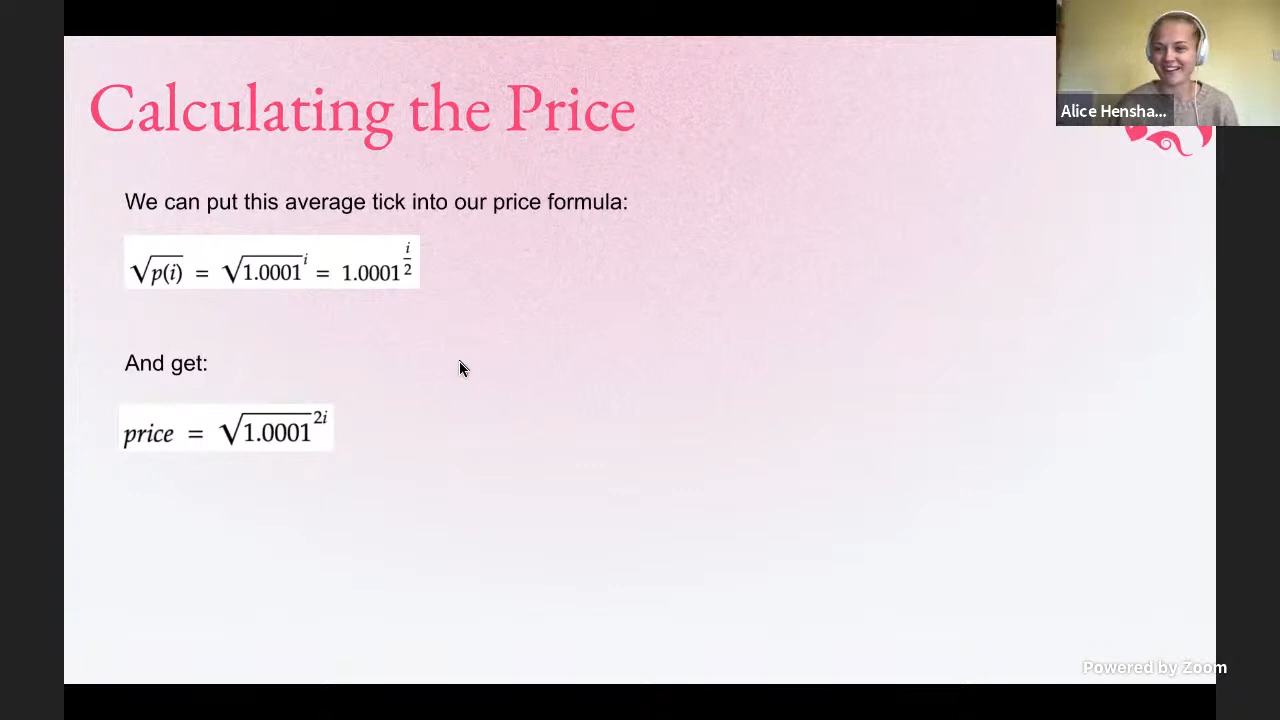 Calculating the Price
Alice Hensha...
We can put this average tick into our price formula:
√p(i) = √1.0001^i = 1.0001^(i/2)
And get:
price = √1.0001^2i
Powered by Zoom